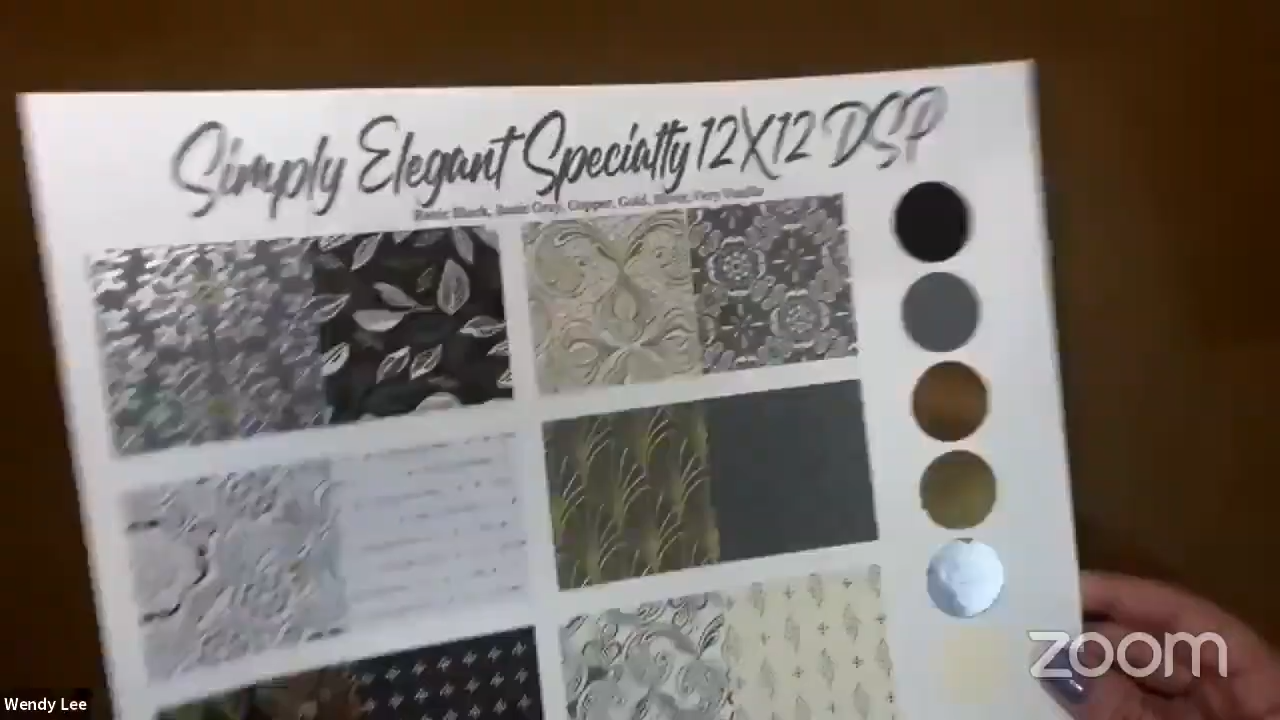 Simply Elegant Specialty 12X12 DSP
Basic Black, Basic Gray, Copper, Gold, Silver, Very Vanilla
zoom
Wendy Lee